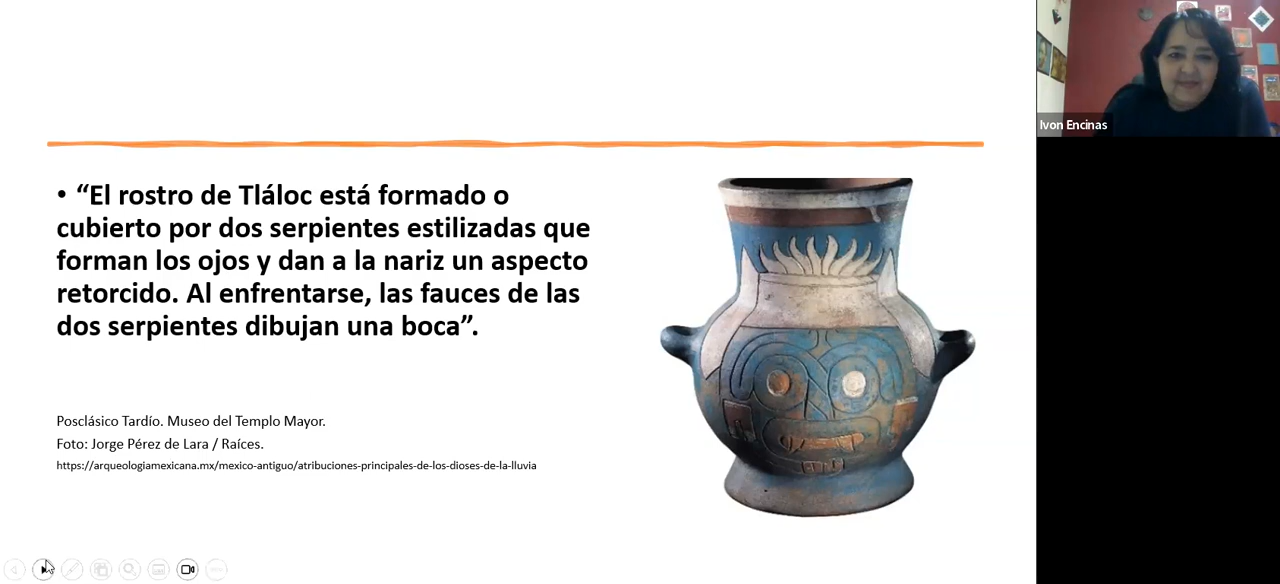 • “El rostro de Tláloc está formado o
cubierto por dos serpientes estilizadas que
forman los ojos y dan a la nariz un aspecto
retorcido. Al enfrentarse, las fauces de las
dos serpientes dibujan una boca”.
Posclásico Tardío. Museo del Templo Mayor.
Foto: Jorge Pérez de Lara / Raíces.
https://arqueologiamexicana.mx/mexico-antiguo/atribuciones-principales-de-los-dioses-de-la-lluvia
Ivon Encinas